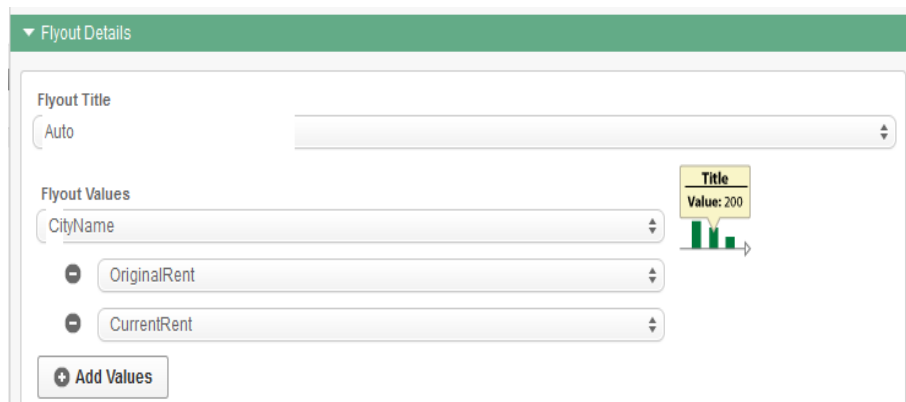 Flyout Details
Flyout Title
Auto
Flyout Values
CityName
Title
Value: 200
OriginalRent
CurrentRent
Add Values